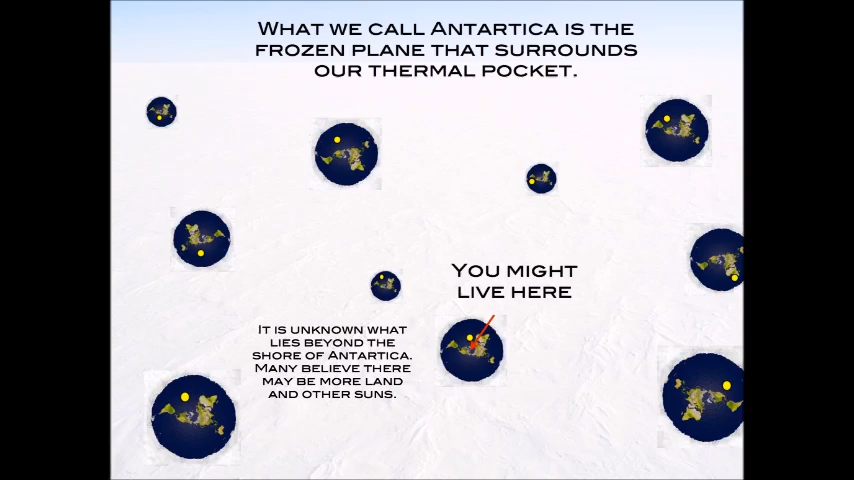 What we call Antartica is the
frozen plane that surrounds
our thermal pocket.
You might
live here
It is unknown what
lies beyond the
shore of Antartica.
Many believe there
may be more land
and other suns.